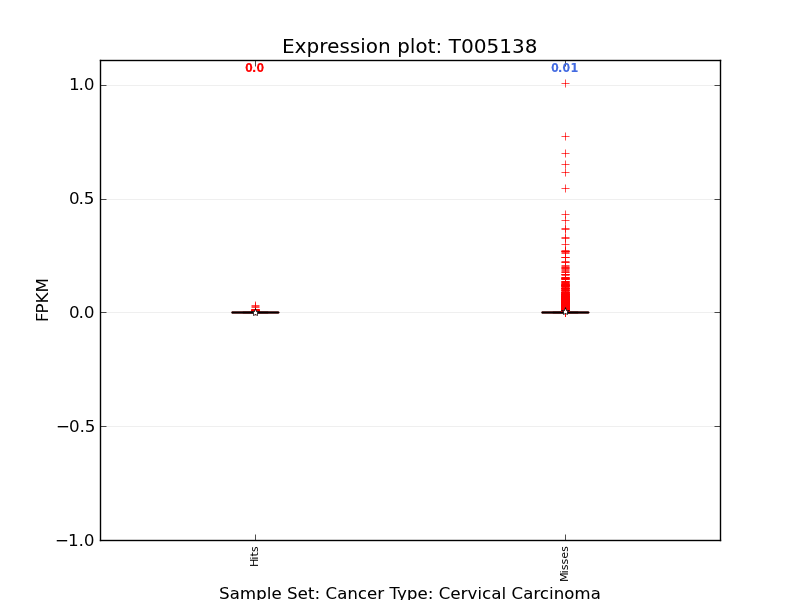 Expression plot: T005138
0.0
0.01
1.0
0.5
0.0
−0.5
−1.0
FPKM
Hits
Misses
Sample Set: Cancer Type: Cervical Carcinoma